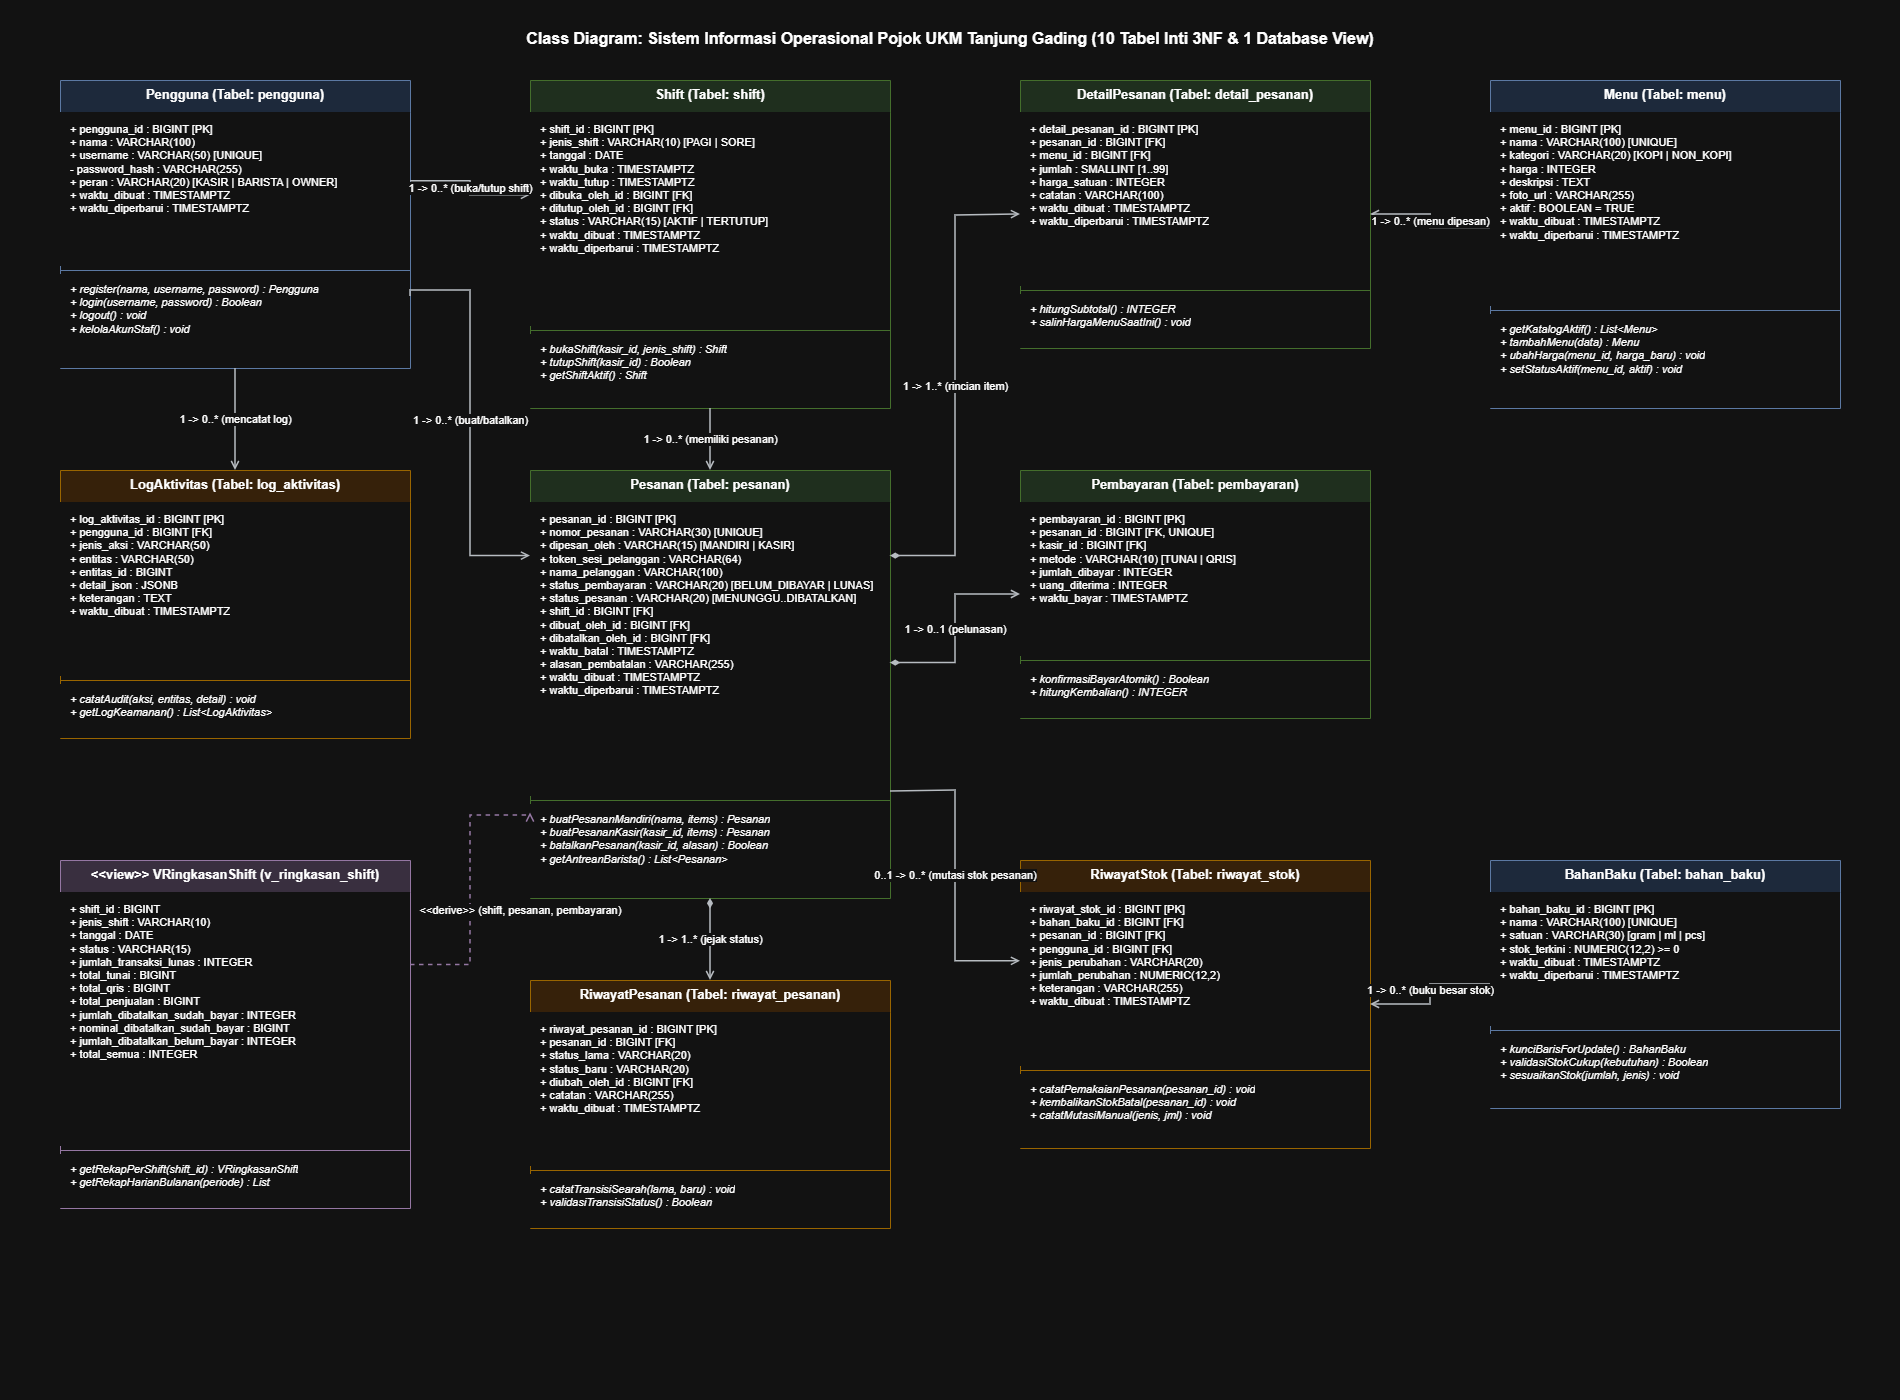 Class Diagram: Sistem Informasi Operasional Pojok UKM Tanjung Gading (10 Tabel Inti 3NF & 1 Database View)
Pengguna (Tabel: pengguna)
+ pengguna_id : BIGINT [PK]
+ nama : VARCHAR(100)
+ username : VARCHAR(50) [UNIQUE]
- password_hash : VARCHAR(255)
+ peran : VARCHAR(20) [KASIR | BARISTA | OWNER]
+ waktu_dibuat : TIMESTAMPTZ
+ waktu_diperbarui : TIMESTAMPTZ
+ register(nama, username, password) : Pengguna
+ login(username, password) : Boolean
+ logout() : void
+ kelolaAkunStaf() : void
1 -> 0..* (buka/tutup shift)
Shift (Tabel: shift)
+ shift_id : BIGINT [PK]
+ jenis_shift : VARCHAR(10) [PAGI | SORE]
+ tanggal : DATE
+ waktu_buka : TIMESTAMPTZ
+ waktu_tutup : TIMESTAMPTZ
+ dibuka_oleh_id : BIGINT [FK]
+ ditutup_oleh_id : BIGINT [FK]
+ status : VARCHAR(15) [AKTIF | TERTUTUP]
+ waktu_dibuat : TIMESTAMPTZ
+ waktu_diperbarui : TIMESTAMPTZ
+ bukaShift(kasir_id, jenis_shift) : Shift
+ tutupShift(kasir_id) : Boolean
+ getShiftAktif() : Shift
DetailPesanan (Tabel: detail_pesanan)
+ detail_pesanan_id : BIGINT [PK]
+ pesanan_id : BIGINT [FK]
+ menu_id : BIGINT [FK]
+ jumlah : SMALLINT [1..99]
+ harga_satuan : INTEGER
+ catatan : VARCHAR(100)
+ waktu_dibuat : TIMESTAMPTZ
+ waktu_diperbarui : TIMESTAMPTZ
+ hitungSubtotal() : INTEGER
+ salinHargaMenuSaatIni() : void
1 -> 0..* (menu dipesan)
Menu (Tabel: menu)
+ menu_id : BIGINT [PK]
+ nama : VARCHAR(100) [UNIQUE]
+ kategori : VARCHAR(20) [KOPI | NON_KOPI]
+ harga : INTEGER
+ deskripsi : TEXT
+ foto_url : VARCHAR(255)
+ aktif : BOOLEAN = TRUE
+ waktu_dibuat : TIMESTAMPTZ
+ waktu_diperbarui : TIMESTAMPTZ
+ getKatalogAktif() : List<Menu>
+ tambahMenu(data) : Menu
+ ubahHarga(menu_id, harga_baru) : void
+ setStatusAktif(menu_id, aktif) : void
1 -> 0..* (mencatat log)
1 -> 0..* (buat/batalkan)
1 -> 0..* (memiliki pesanan)
1 -> 1..* (rincian item)
LogAktivitas (Tabel: log_aktivitas)
+ log_aktivitas_id : BIGINT [PK]
+ pengguna_id : BIGINT [FK]
+ jenis_aksi : VARCHAR(50)
+ entitas : VARCHAR(50)
+ entitas_id : BIGINT
+ detail_json : JSONB
+ keterangan : TEXT
+ waktu_dibuat : TIMESTAMPTZ
+ catatAudit(aksi, entitas, detail) : void
+ getLogKeamanan() : List<LogAktivitas>
Pesanan (Tabel: pesanan)
+ pesanan_id : BIGINT [PK]
+ nomor_pesanan : VARCHAR(30) [UNIQUE]
+ dipesan_oleh : VARCHAR(15) [MANDIRI | KASIR]
+ token_sesi_pelanggan : VARCHAR(64)
+ nama_pelanggan : VARCHAR(100)
+ status_pembayaran : VARCHAR(20) [BELUM_DIBAYAR | LUNAS]
+ status_pesanan : VARCHAR(20) [MENUNGGU..DIBATALKAN]
+ shift_id : BIGINT [FK]
+ dibuat_oleh_id : BIGINT [FK]
+ dibatalkan_oleh_id : BIGINT [FK]
+ waktu_batal : TIMESTAMPTZ
+ alasan_pembatalan : VARCHAR(255)
+ waktu_dibuat : TIMESTAMPTZ
+ waktu_diperbarui : TIMESTAMPTZ
+ buatPesananMandiri(nama, items) : Pesanan
+ buatPesananKasir(kasir_id, items) : Pesanan
+ batalkanPesanan(kasir_id, alasan) : Boolean
+ getAntreanBarista() : List<Pesanan>
1 -> 0..1 (pelunasan)
Pembayaran (Tabel: pembayaran)
+ pembayaran_id : BIGINT [PK]
+ pesanan_id : BIGINT [FK, UNIQUE]
+ kasir_id : BIGINT [FK]
+ metode : VARCHAR(10) [TUNAI | QRIS]
+ jumlah_dibayar : INTEGER
+ uang_diterima : INTEGER
+ waktu_bayar : TIMESTAMPTZ
+ konfirmasiBayarAtomik() : Boolean
+ hitungKembalian() : INTEGER
<<view>> VRingkasanShift (v_ringkasan_shift)
+ shift_id : BIGINT
+ jenis_shift : VARCHAR(10)
+ tanggal : DATE
+ status : VARCHAR(15)
+ jumlah_transaksi_lunas : INTEGER
+ total_tunai : BIGINT
+ total_qris : BIGINT
+ total_penjualan : BIGINT
+ jumlah_dibatalkan_sudah_bayar : INTEGER
+ nominal_dibatalkan_sudah_bayar : BIGINT
+ jumlah_dibatalkan_belum_bayar : INTEGER
+ total_semua : INTEGER
+ getRekapPerShift(shift_id) : VRingkasanShift
+ getRekapHarianBulanan(periode) : List
<<derive>> (shift, pesanan, pembayaran)
1 -> 1..* (jejak status)
RiwayatPesanan (Tabel: riwayat_pesanan)
+ riwayat_pesanan_id : BIGINT [PK]
+ pesanan_id : BIGINT [FK]
+ status_lama : VARCHAR(20)
+ status_baru : VARCHAR(20)
+ diubah_oleh_id : BIGINT [FK]
+ catatan : VARCHAR(255)
+ waktu_dibuat : TIMESTAMPTZ
+ catatTransisiSearah(lama, baru) : void
+ validasiTransisiStatus() : Boolean
0..1 -> 0..* (mutasi stok pesanan)
RiwayatStok (Tabel: riwayat_stok)
+ riwayat_stok_id : BIGINT [PK]
+ bahan_baku_id : BIGINT [FK]
+ pesanan_id : BIGINT [FK]
+ pengguna_id : BIGINT [FK]
+ jenis_perubahan : VARCHAR(20)
+ jumlah_perubahan : NUMERIC(12,2)
+ keterangan : VARCHAR(255)
+ waktu_dibuat : TIMESTAMPTZ
+ catatPemakaianPesanan(pesanan_id) : void
+ kembalikanStokBatal(pesanan_id) : void
+ catatMutasiManual(jenis, jml) : void
1 -> 0..* (buku besar stok)
BahanBaku (Tabel: bahan_baku)
+ bahan_baku_id : BIGINT [PK]
+ nama : VARCHAR(100) [UNIQUE]
+ satuan : VARCHAR(30) [gram | ml | pcs]
+ stok_terkini : NUMERIC(12,2) >= 0
+ waktu_dibuat : TIMESTAMPTZ
+ waktu_diperbarui : TIMESTAMPTZ
+ kunciBarisForUpdate() : BahanBaku
+ validasiStokCukup(kebutuhan) : Boolean
+ sesuaikanStok(jumlah, jenis) : void